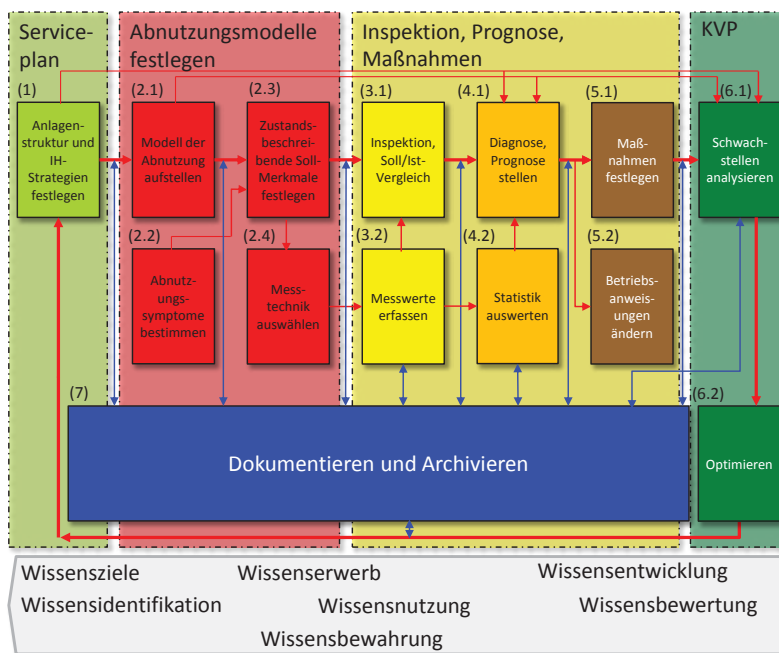 Service-
plan
Abnutzungsmodelle
festlegen
Inspektion, Prognose,
Maßnahmen
KVP
(1)
Anlagen-
struktur und
IH-
Strategien
festlegen
(2.1)
Modell der
Abnutzung
aufstellen
(2.2)
Abnutz-
ungs-
symptome
bestimmen
(2.3)
Zustands-
beschrei-
bende Soll-
Merkmale
festlegen
(2.4)
Mess-
technik
auswählen
(3.1)
Inspektion,
Soll/Ist-
Vergleich
(3.2)
Messwerte
erfassen
(4.1)
Diagnose,
Prognose
stellen
(4.2)
Statistik
auswerten
(5.1)
Maß-
nahmen
festlegen
(5.2)
Betriebs-
anweis-
ungen
ändern
(6.1)
Schwach-
stellen
analysieren
(6.2)
Optimieren
(7)
Dokumentieren und Archivieren
Wissensziele
Wissenserwerb
Wissensentwicklung
Wissensidentifikation
Wissensnutzung
Wissensbewertung
Wissensbewahrung